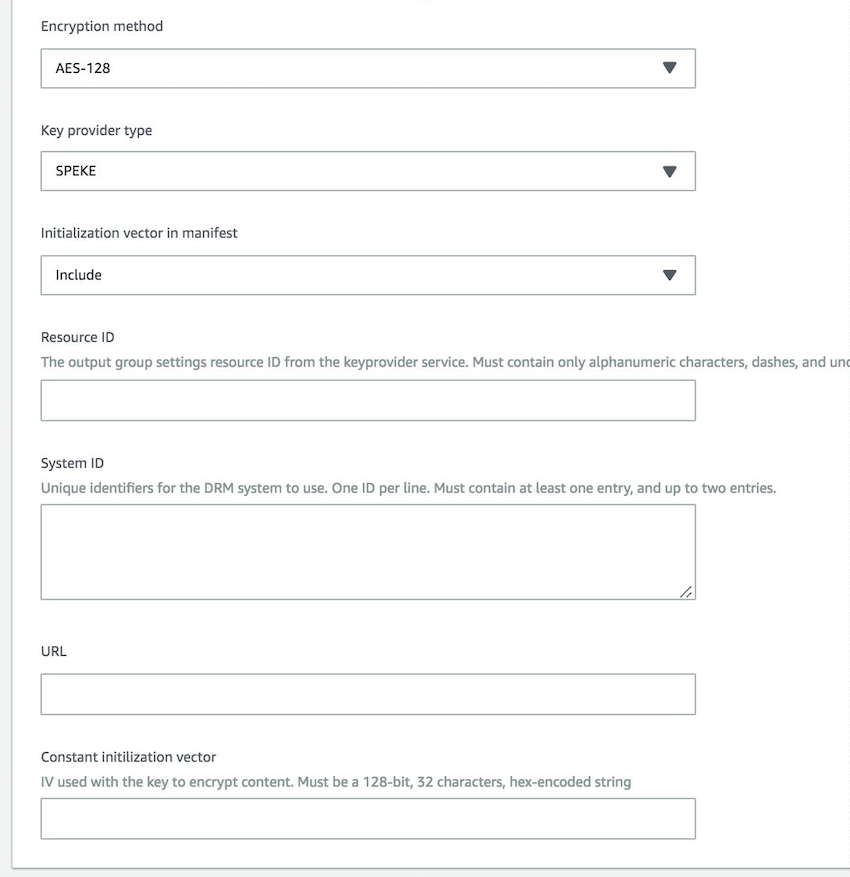 Encryption method
AES-128
Key provider type
SPEKE
Initialization vector in manifest
Include
Resource ID
The output group settings resource ID from the keyprovider service. Must contain only alphanumeric characters, dashes, and
System ID
Unique identifiers for the DRM system to use. One ID per line. Must contain at least one entry, and up to two entries.
URL
Constant initilization vector
IV used with the key to encrypt content. Must be a 128-bit, 32 characters, hex-encoded string